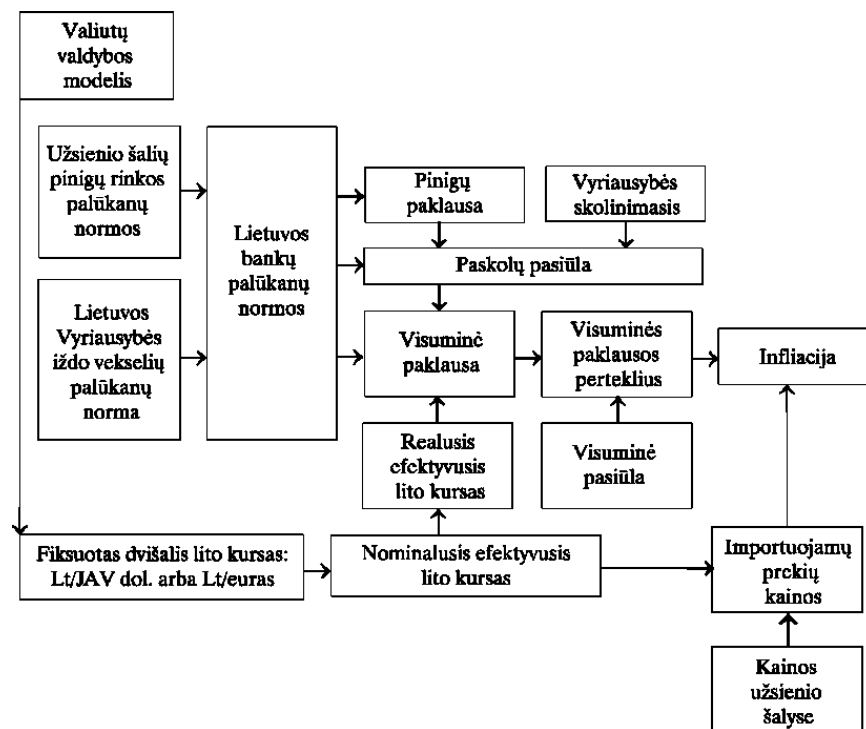 Valiutų
valdybos
modelis
Užsienio šalių
pinigų rinkos
palūkanų
normos
Lietuvos
bankų
palūkanų
normos
Pinigų
paklausa
Vyriausybės
skolinimasis
Paskolų pasiūla
Lietuvos
Vyriausybės
iždo vekselių
palūkanų
norma
Visuminė
paklausa
Visuminės
paklausos
perteklius
Infliacija
Realusis
efektyvusis
lito kursas
Visuminė
pasiūla
Fiksuotas dvišalis lito kursas:
Lt/JAV dol. arba Lt/euras
Nominalusis efektyvusis
lito kursas
Importuojamų
prekių
kainos
Kainos
užsienio
šalyse